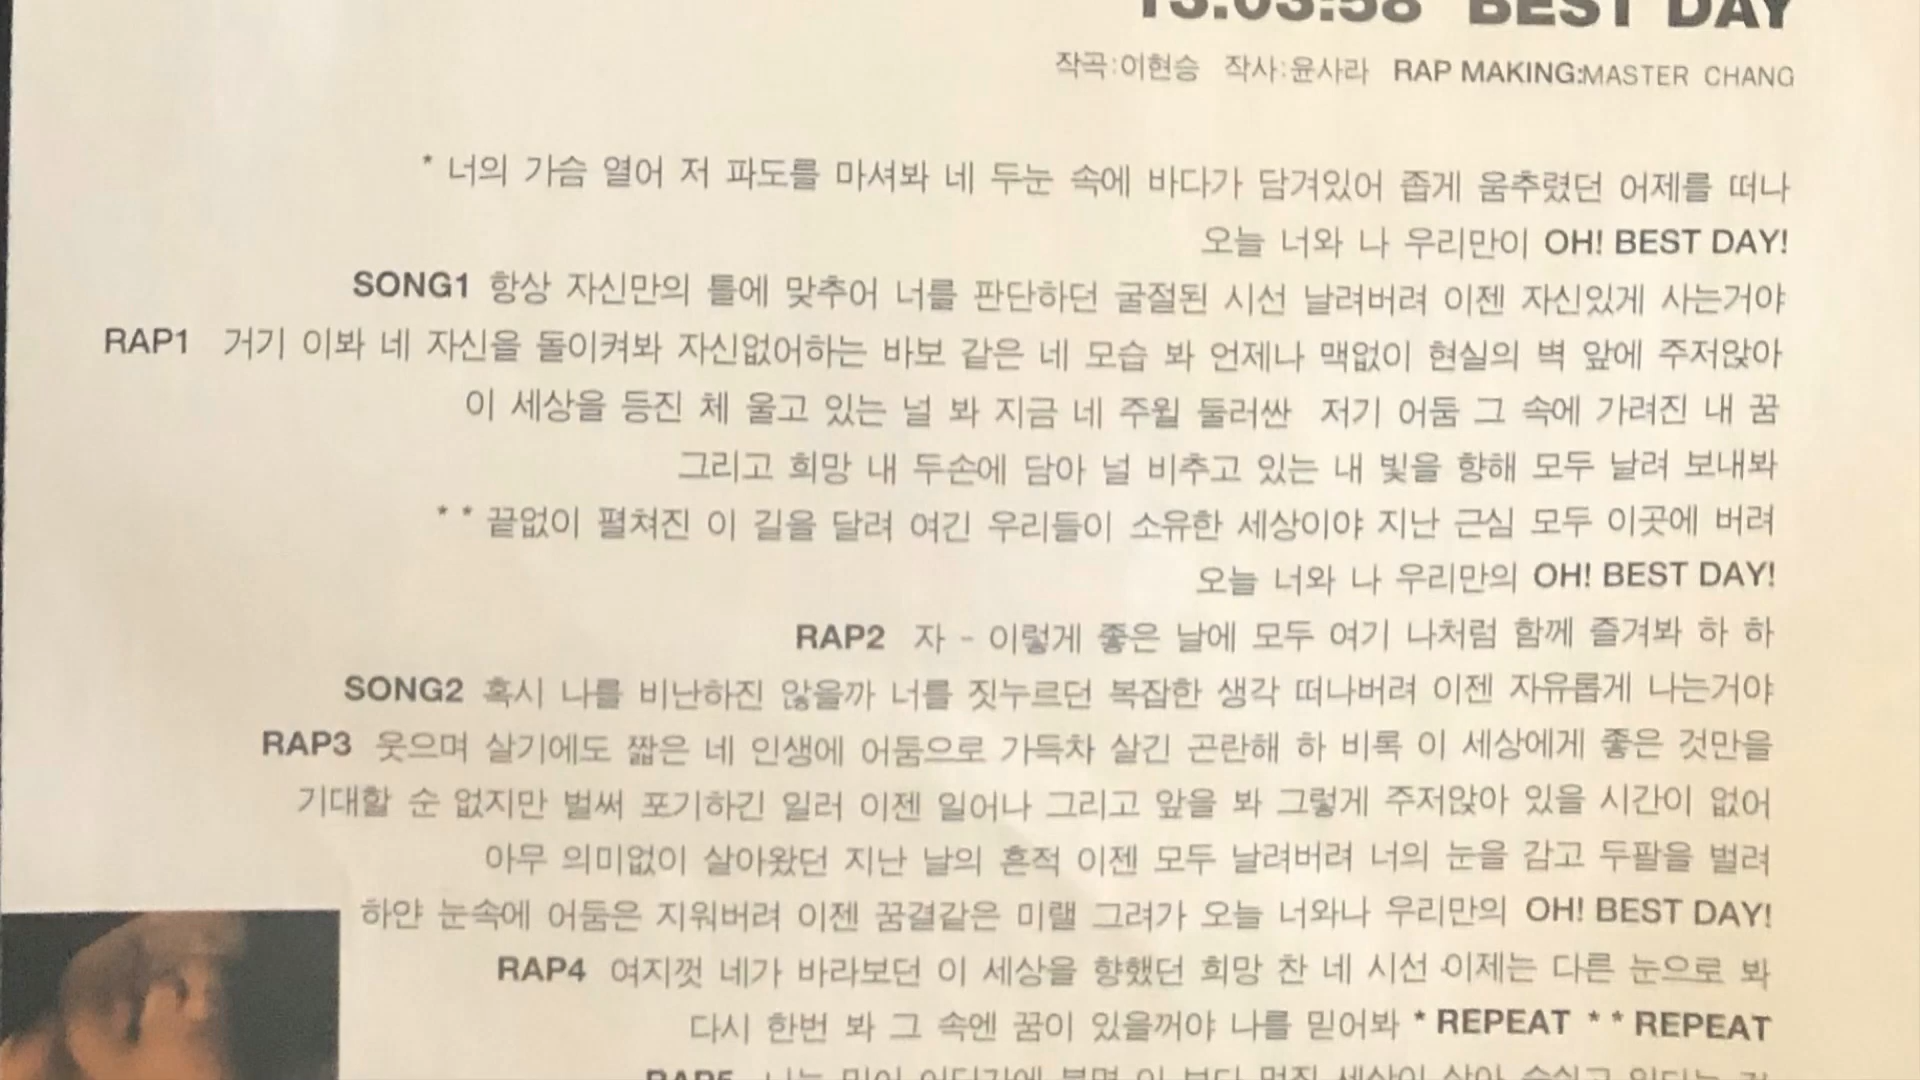 13.03:58 BEST DAY
작곡:이현승 작사:윤사라 RAP MAKING:MASTER CHANG
* 너의 가슴 열어 저 파도를 마셔봐 네 두눈 속에 바다가 담겨있어 좁게 움추렸던 어제를 떠나
오늘 너와 나 우리만이 OH! BEST DAY!
SONG1 항상 자신만의 틀에 맞추어 너를 판단하던 굴절된 시선 날려버려 이젠 자신있게 사는거야
RAP1 거기 이봐 네 자신을 돌이켜봐 자신없어하는 바보 같은 네 모습 봐 언제나 맥없이 현실의 벽 앞에 주저앉아
이 세상을 등진 체 울고 있는 널 봐 지금 네 주윌 둘러싼 저기 어둠 그 속에 가려진 내 꿈
그리고 희망 내 두손에 담아 널 비추고 있는 내 빛을 향해 모두 날려 보내봐
* * 끝없이 펼쳐진 이 길을 달려 여긴 우리들이 소유한 세상이야 지난 근심 모두 이곳에 버려
오늘 너와 나 우리만의 OH! BEST DAY!
RAP2 자 - 이렇게 좋은 날에 모두 여기 나처럼 함께 즐겨봐 하 하
SONG2 혹시 나를 비난하진 않을까 너를 짓누르던 복잡한 생각 떠나버려 이젠 자유롭게 나는거야
RAP3 웃으며 살기에도 짧은 네 인생에 어둠으로 가득차 살긴 곤란해 하 비록 이 세상에게 좋은 것만을
기대할 순 없지만 벌써 포기하긴 일러 이젠 일어나 그리고 앞을 봐 그렇게 주저앉아 있을 시간이 없어
아무 의미없이 살아왔던 지난 날의 흔적 이젠 모두 날려버려 너의 눈을 감고 두팔을 벌려
하얀 눈속에 어둠은 지워버려 이젠 꿈결같은 미랠 그려가 오늘 너와나 우리만의 OH! BEST DAY!
RAP4 여지껏 네가 바라보던 이 세상을 향했던 희망 찬 네 시선 이제는 다른 눈으로 봐
다시 한번 봐 그 속엔 꿈이 있을꺼야 나를 믿어봐 * REPEAT * * REPEAT
RAP5